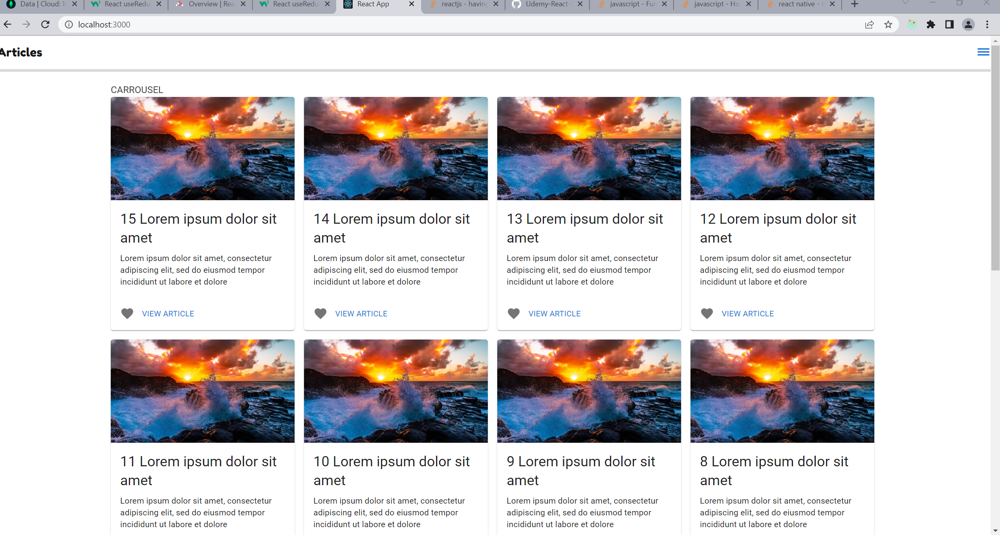 Data | Cloud: M
React useRedu
Overview | Rea
React useRedu
React App
reactjs - having
Udemy-React-
javascript - Fun
javascript - Ho
react native - I
localhost:3000
Articles
CARROUSEL
15 Lorem ipsum dolor sit
amet
Lorem ipsum dolor sit amet, consectetur
adipiscing elit, sed do eiusmod tempor
incididunt ut labore et dolore
VIEW ARTICLE
14 Lorem ipsum dolor sit
amet
Lorem ipsum dolor sit amet, consectetur
adipiscing elit, sed do eiusmod tempor
incididunt ut labore et dolore
VIEW ARTICLE
13 Lorem ipsum dolor sit
amet
Lorem ipsum dolor sit amet, consectetur
adipiscing elit, sed do eiusmod tempor
incididunt ut labore et dolore
VIEW ARTICLE
12 Lorem ipsum dolor sit
amet
Lorem ipsum dolor sit amet, consectetur
adipiscing elit, sed do eiusmod tempor
incididunt ut labore et dolore
VIEW ARTICLE
11 Lorem ipsum dolor sit
amet
Lorem ipsum dolor sit amet, consectetur
adipiscing elit, sed do eiusmod tempor
incididunt ut labore et dolore
10 Lorem ipsum dolor sit
amet
Lorem ipsum dolor sit amet, consectetur
adipiscing elit, sed do eiusmod tempor
incididunt ut labore et dolore
9 Lorem ipsum dolor sit
amet
Lorem ipsum dolor sit amet, consectetur
adipiscing elit, sed do eiusmod tempor
incididunt ut labore et dolore
8 Lorem ipsum dolor sit
amet
Lorem ipsum dolor sit amet, consectetur
adipiscing elit, sed do eiusmod tempor
incididunt ut labore et dolore